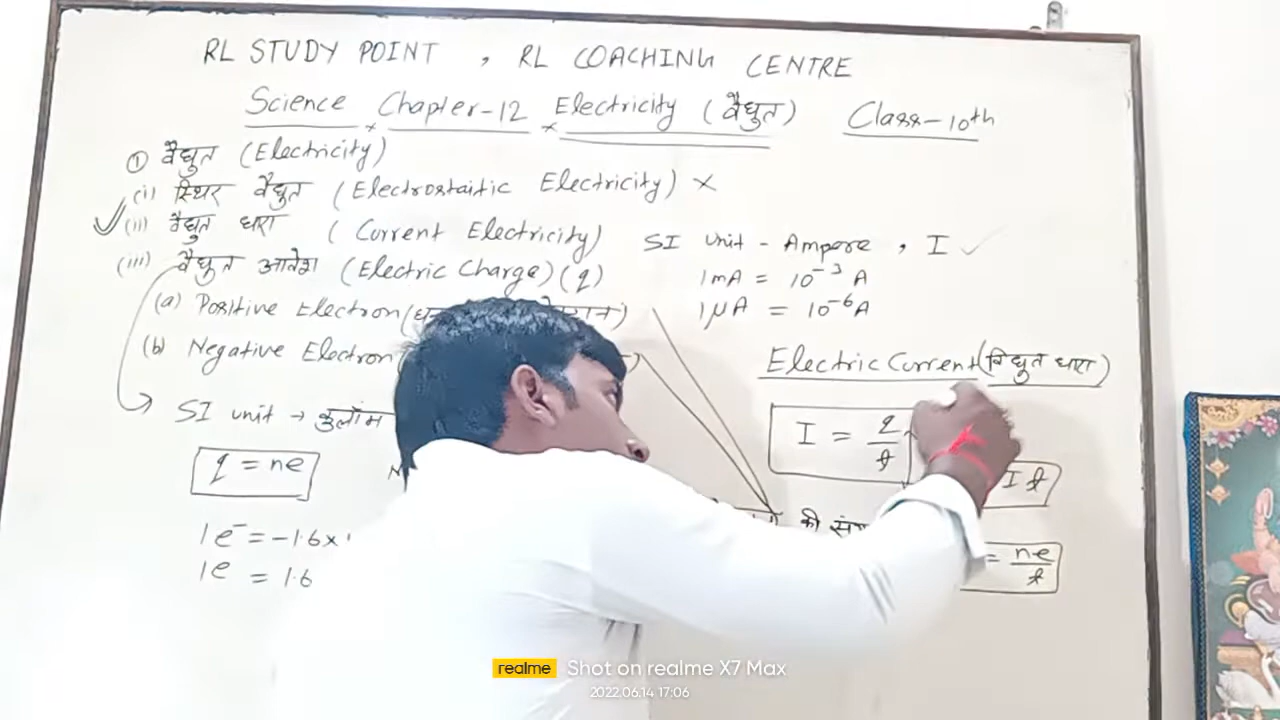 RL STUDY POINT , RL COACHING CENTRE
Science × Chapter-12 × Electricity (वैधुत) Class-10th
① वैधुत (Electricity)
(i) स्थिर वैधुत (Electrostaitic Electricity) ×
(ii) वैधुत धारा (Current Electricity) SI Unit - Ampere , I
(iii) वैधुत आवेश (Electric Charge) (q)
1mA = 10⁻³ A
1μA = 10⁻⁶A
(a) Positive Electron
(b) Negative Electron
Electric Current (विधुत धारा)
SI unit → कुलॉम
I = q/t
It
q = ne
की
= ne/t
1e⁻ = -1.6×
1e = 1.6
realme Shot on realme X7 Max
2022.06.14 17:06